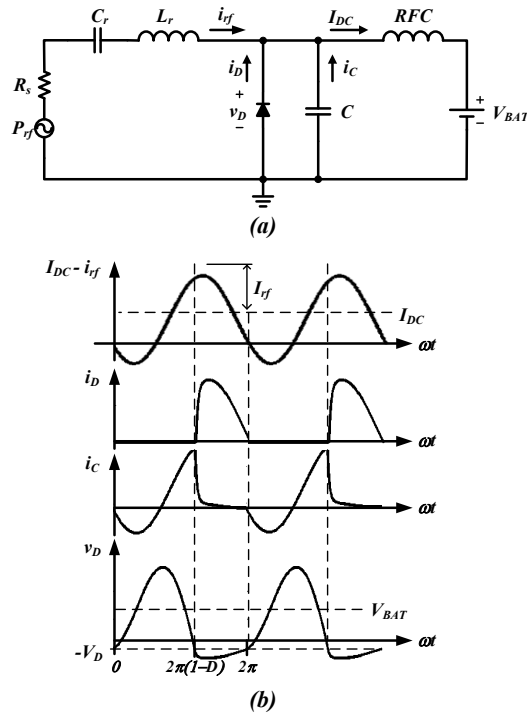 C_r L_r i_rf I_DC RFC
R_s P_rf i_D + v_D − i_C C + − V_BAT
(a)
I_DC - i_rf I_rf I_DC ωt
i_D ωt
i_C ωt
v_D V_BAT ωt
-V_D
0 2π(1–D) 2π
(b)